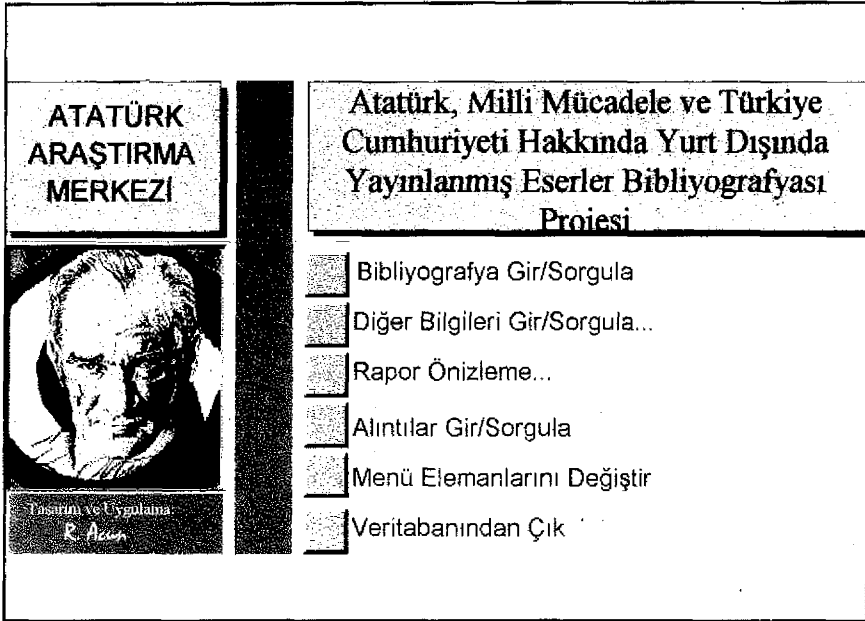 ATATÜRK
ARAŞTIRMA
MERKEZİ
Atatürk, Milli Mücadele ve Türkiye
Cumhuriyeti Hakkında Yurt Dışında
Yayınlanmış Eserler Bibliyografyası
Projesi
Bibliyografya Gir/Sorgula
Diğer Bilgileri Gir/Sorgula...
Rapor Önizleme...
Alıntılar Gir/Sorgula
Menü Elemanlarını Değiştir
Veritabanından Çık
Tasarım ve Uygulama:
R. Acun